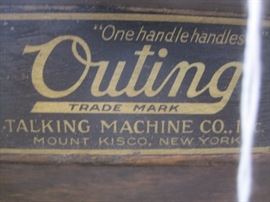 "One handle handles"
Outing
TRADE MARK
TALKING MACHINE CO.,
MOUNT KISCO, NEW YORK